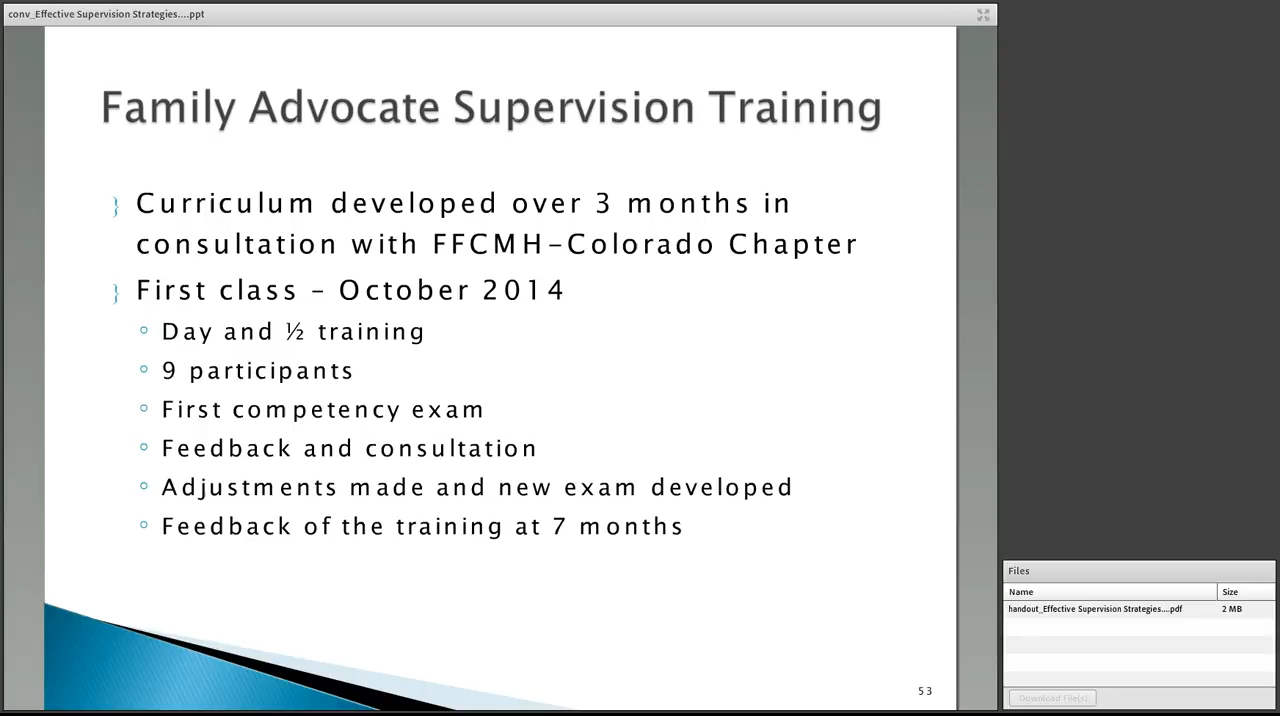 conv_Effective Supervision Strategies....ppt
Family Advocate Supervision Training
Curriculum developed over 3 months in
consultation with FFCMH-Colorado Chapter
First class – October 2014
Day and ½ training
9 participants
First competency exam
Feedback and consultation
Adjustments made and new exam developed
Feedback of the training at 7 months
53
Files
Name Size
handout_Effective Supervision Strategies....pdf 2 MB
Download File(s)